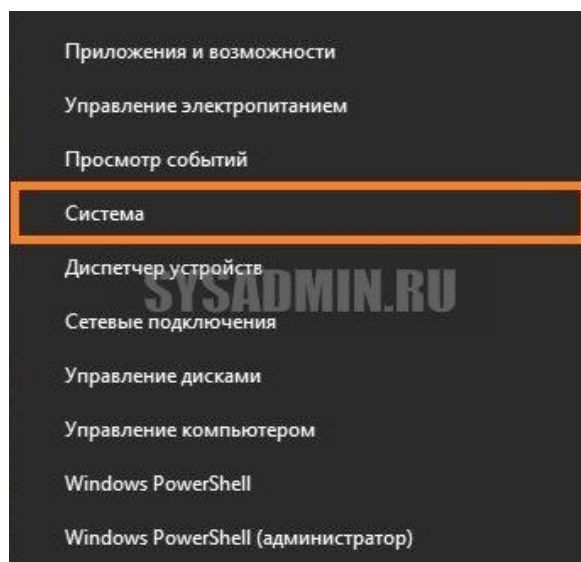 Приложения и возможности
Управление электропитанием
Просмотр событий
Система
Диспетчер устройств
SYSADMIN.RU
Сетевые подключения
Управление дисками
Управление компьютером
Windows PowerShell
Windows PowerShell (администратор)